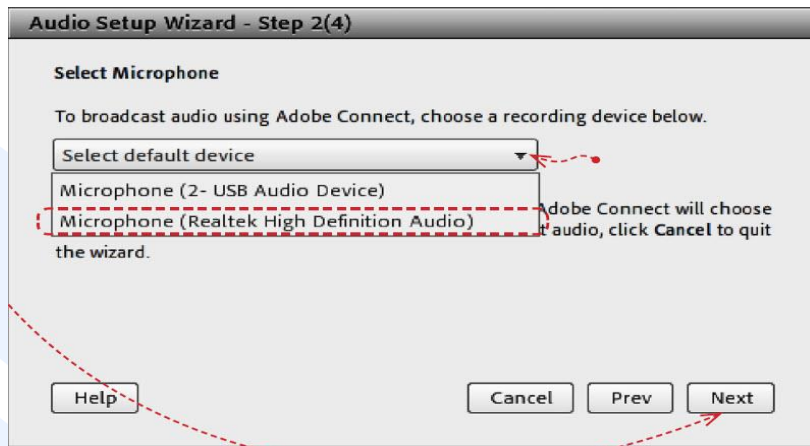 Audio Setup Wizard - Step 2(4)
Select Microphone
To broadcast audio using Adobe Connect, choose a recording device below.
Select default device
Microphone (2- USB Audio Device)
Microphone (Realtek High Definition Audio)
Adobe Connect will choose
t audio, click Cancel to quit
the wizard.
Help
Cancel
Prev
Next